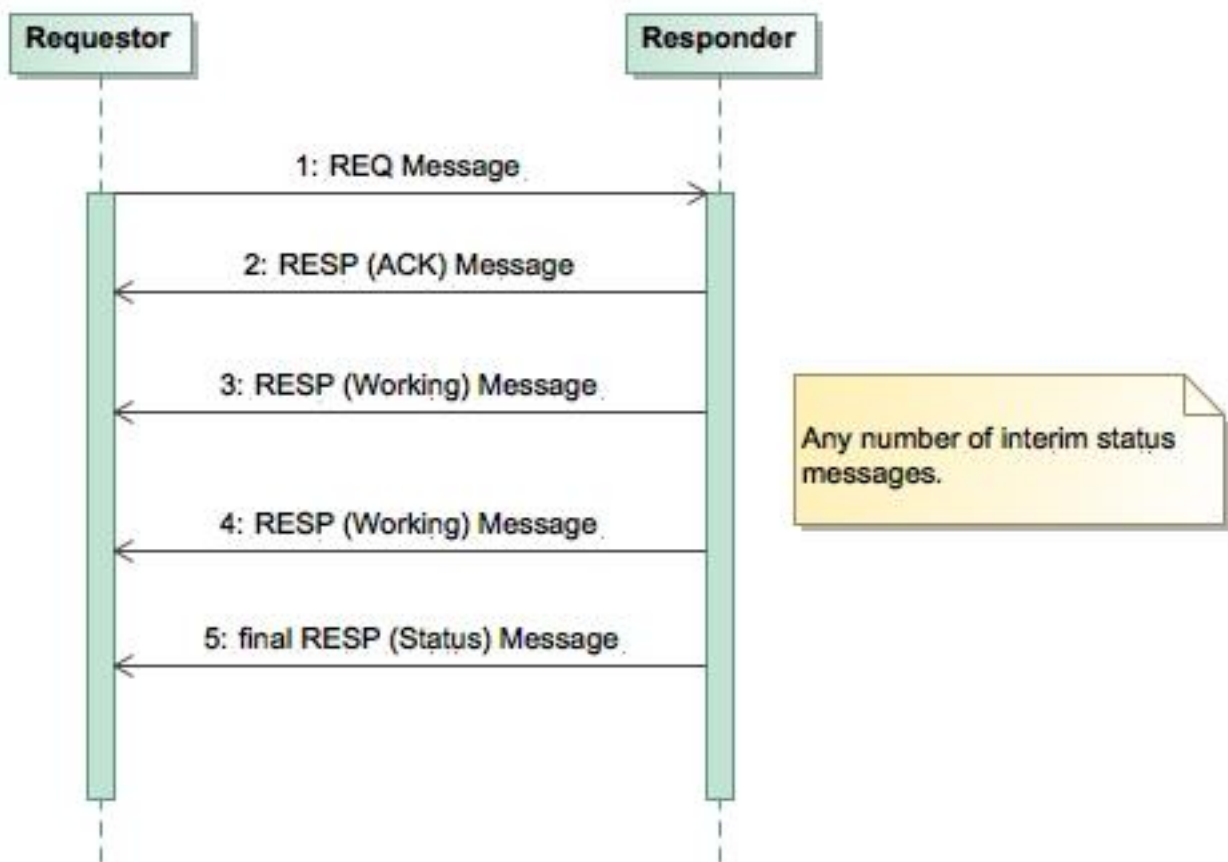 Requestor
Responder
1: REQ Message
2: RESP (ACK) Message
3: RESP (Working) Message
Any number of interim status
messages.
4: RESP (Working) Message
5: final RESP (Status) Message